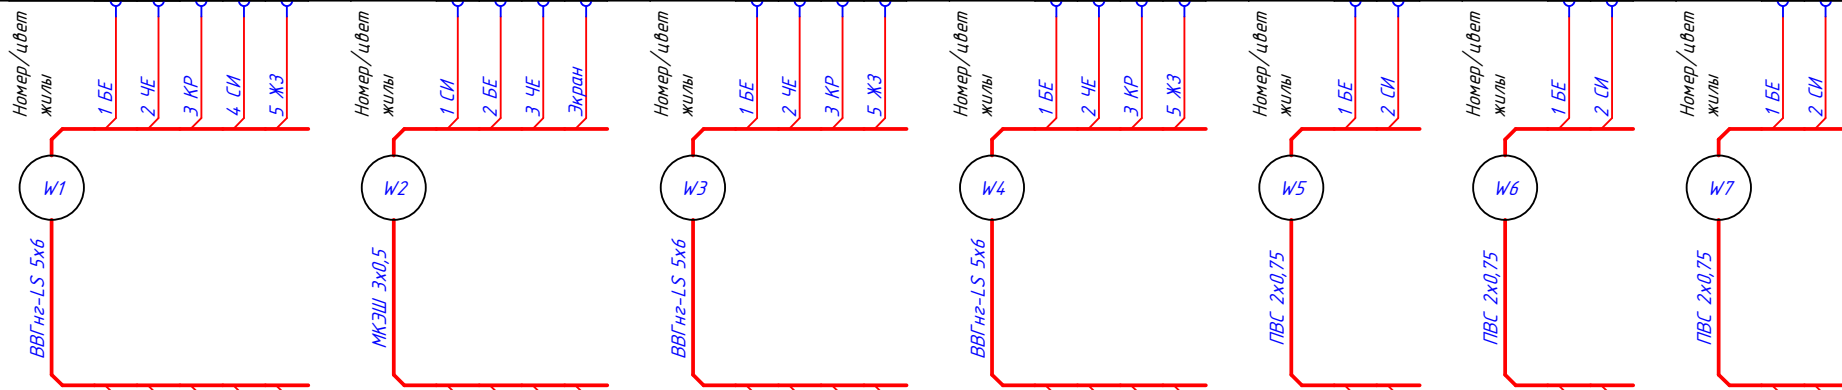 Номер/цвет
жилы
1 БЕ
2 ЧЕ
3 КР
4 СИ
5 ЖЗ
W1
ВВГнг-LS 5х6
Номер/цвет
жилы
1 СИ
2 БЕ
3 ЧЕ
Экран
W2
МКЭШ 3х0,5
Номер/цвет
жилы
1 БЕ
2 ЧЕ
3 КР
5 ЖЗ
W3
ВВГнг-LS 5х6
Номер/цвет
жилы
1 БЕ
2 ЧЕ
3 КР
5 ЖЗ
W4
ВВГнг-LS 5х6
Номер/цвет
жилы
1 БЕ
2 СИ
W5
ПВС 2х0,75
Номер/цвет
жилы
1 БЕ
2 СИ
W6
ПВС 2х0,75
Номер/цвет
жилы
1 БЕ
2 СИ
W7
ПВС 2х0,75